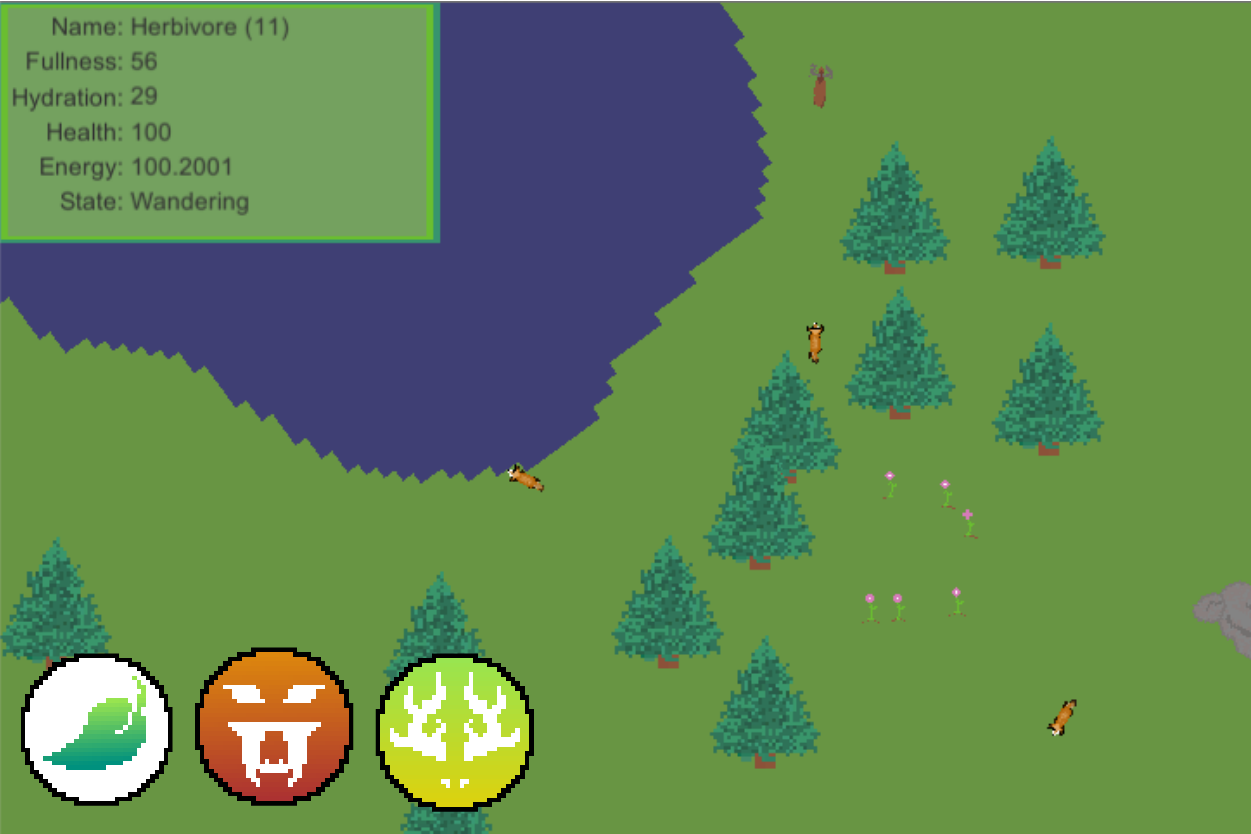 Name: Herbivore (11)
Fullness: 56
Hydration: 29
Health: 100
Energy: 100.2001
State: Wandering